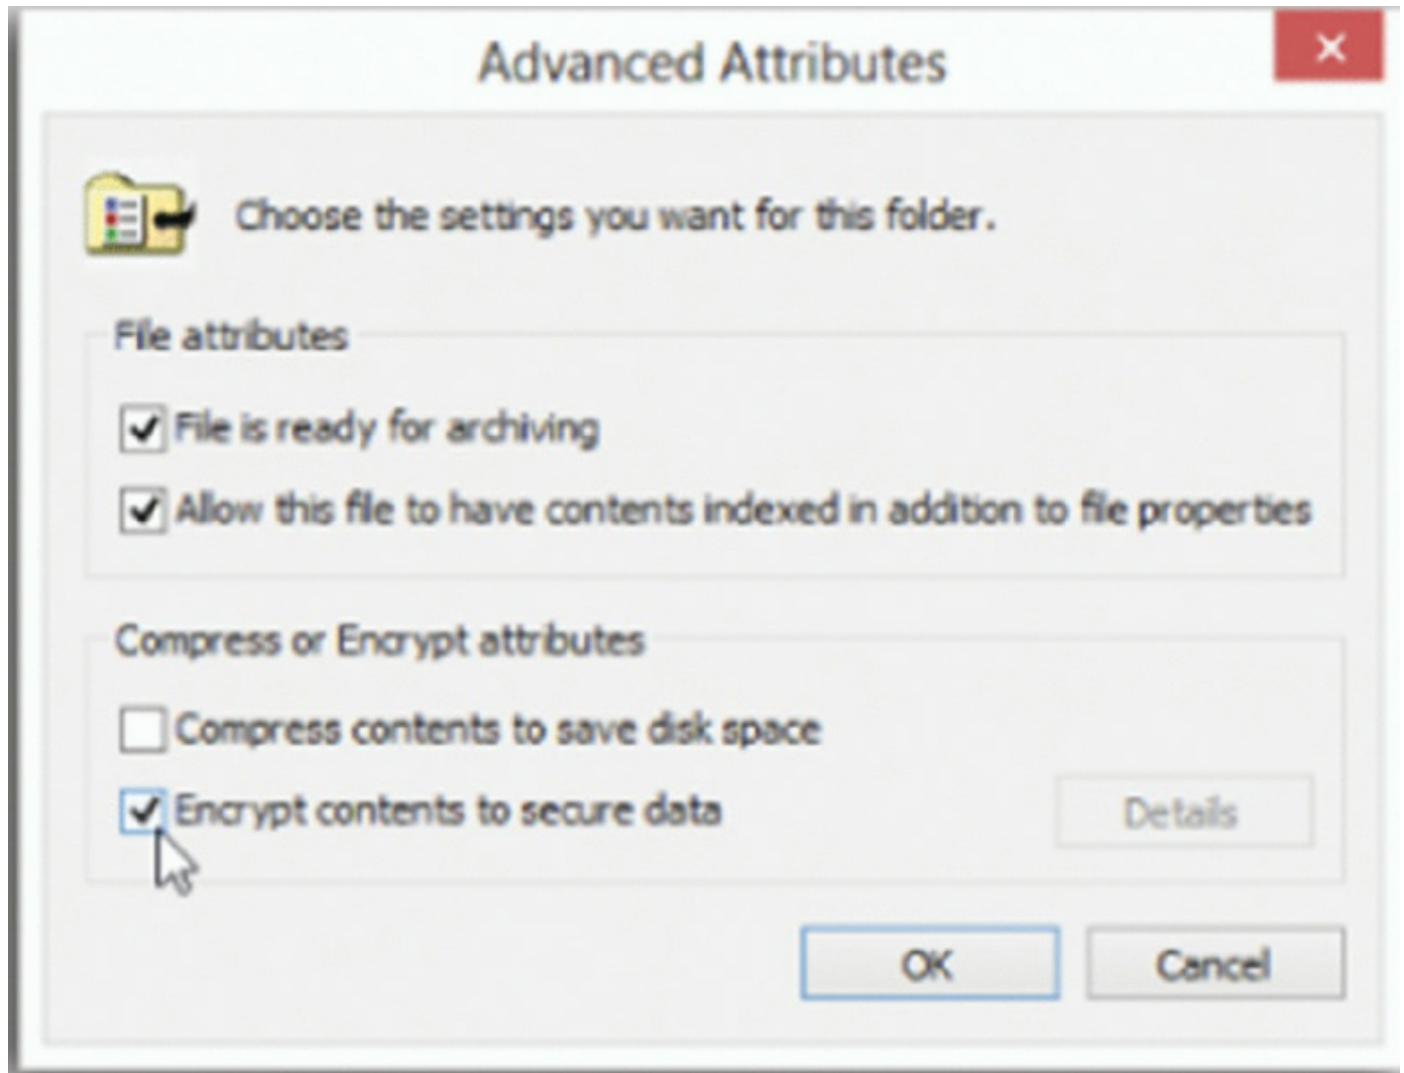 Advanced Attributes
Choose the settings you want for this folder.
File attributes
File is ready for archiving
Allow this file to have contents indexed in addition to file properties
Compress or Encrypt attributes
Compress contents to save disk space
Encrypt contents to secure data
Details
OK
Cancel